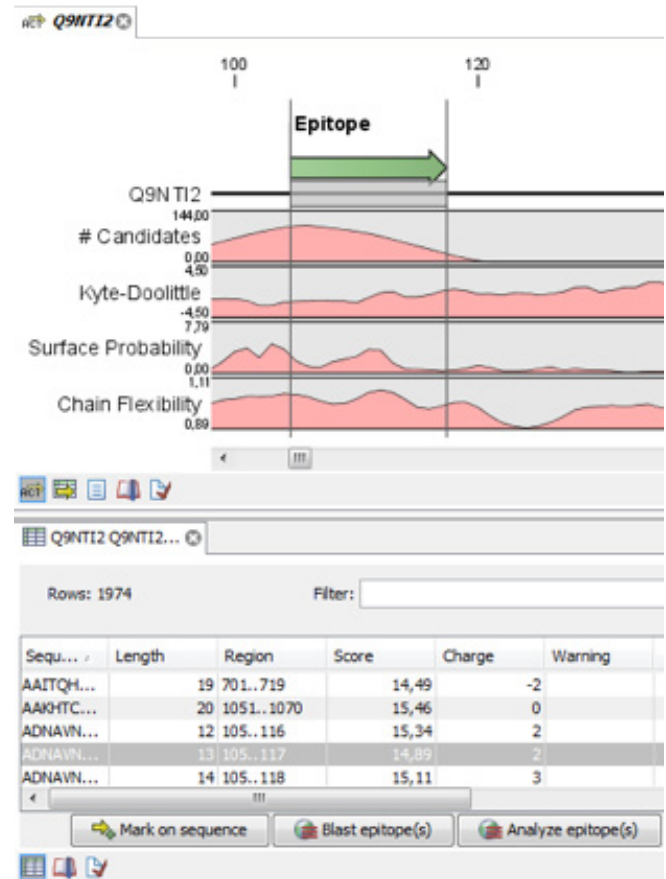 Q9NTI2
100 120
Epitope
Q9NTI2
144,00
# Candidates
0,00
4,50
Kyte-Doolittle
-4,50
7,79
Surface Probability
0,00
1,11
Chain Flexibility
0,89
Q9NTI2 Q9NTI2...
Rows: 1974 Filter:
Sequ... Length Region Score Charge Warning
AAITQH... 19 701..719 14,49 -2
AAKHTC... 20 1051..1070 15,46 0
ADNAVN... 12 105..116 15,34 2
ADNAVN... 13 105..117 14,89 2
ADNAVN... 14 105..118 15,11 3
Mark on sequence Blast epitope(s) Analyze epitope(s)